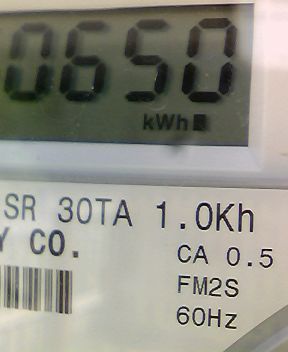 0650
kWh
SR 30TA 1.0Kh
Y CO.
CA 0.5
FM2S
60Hz